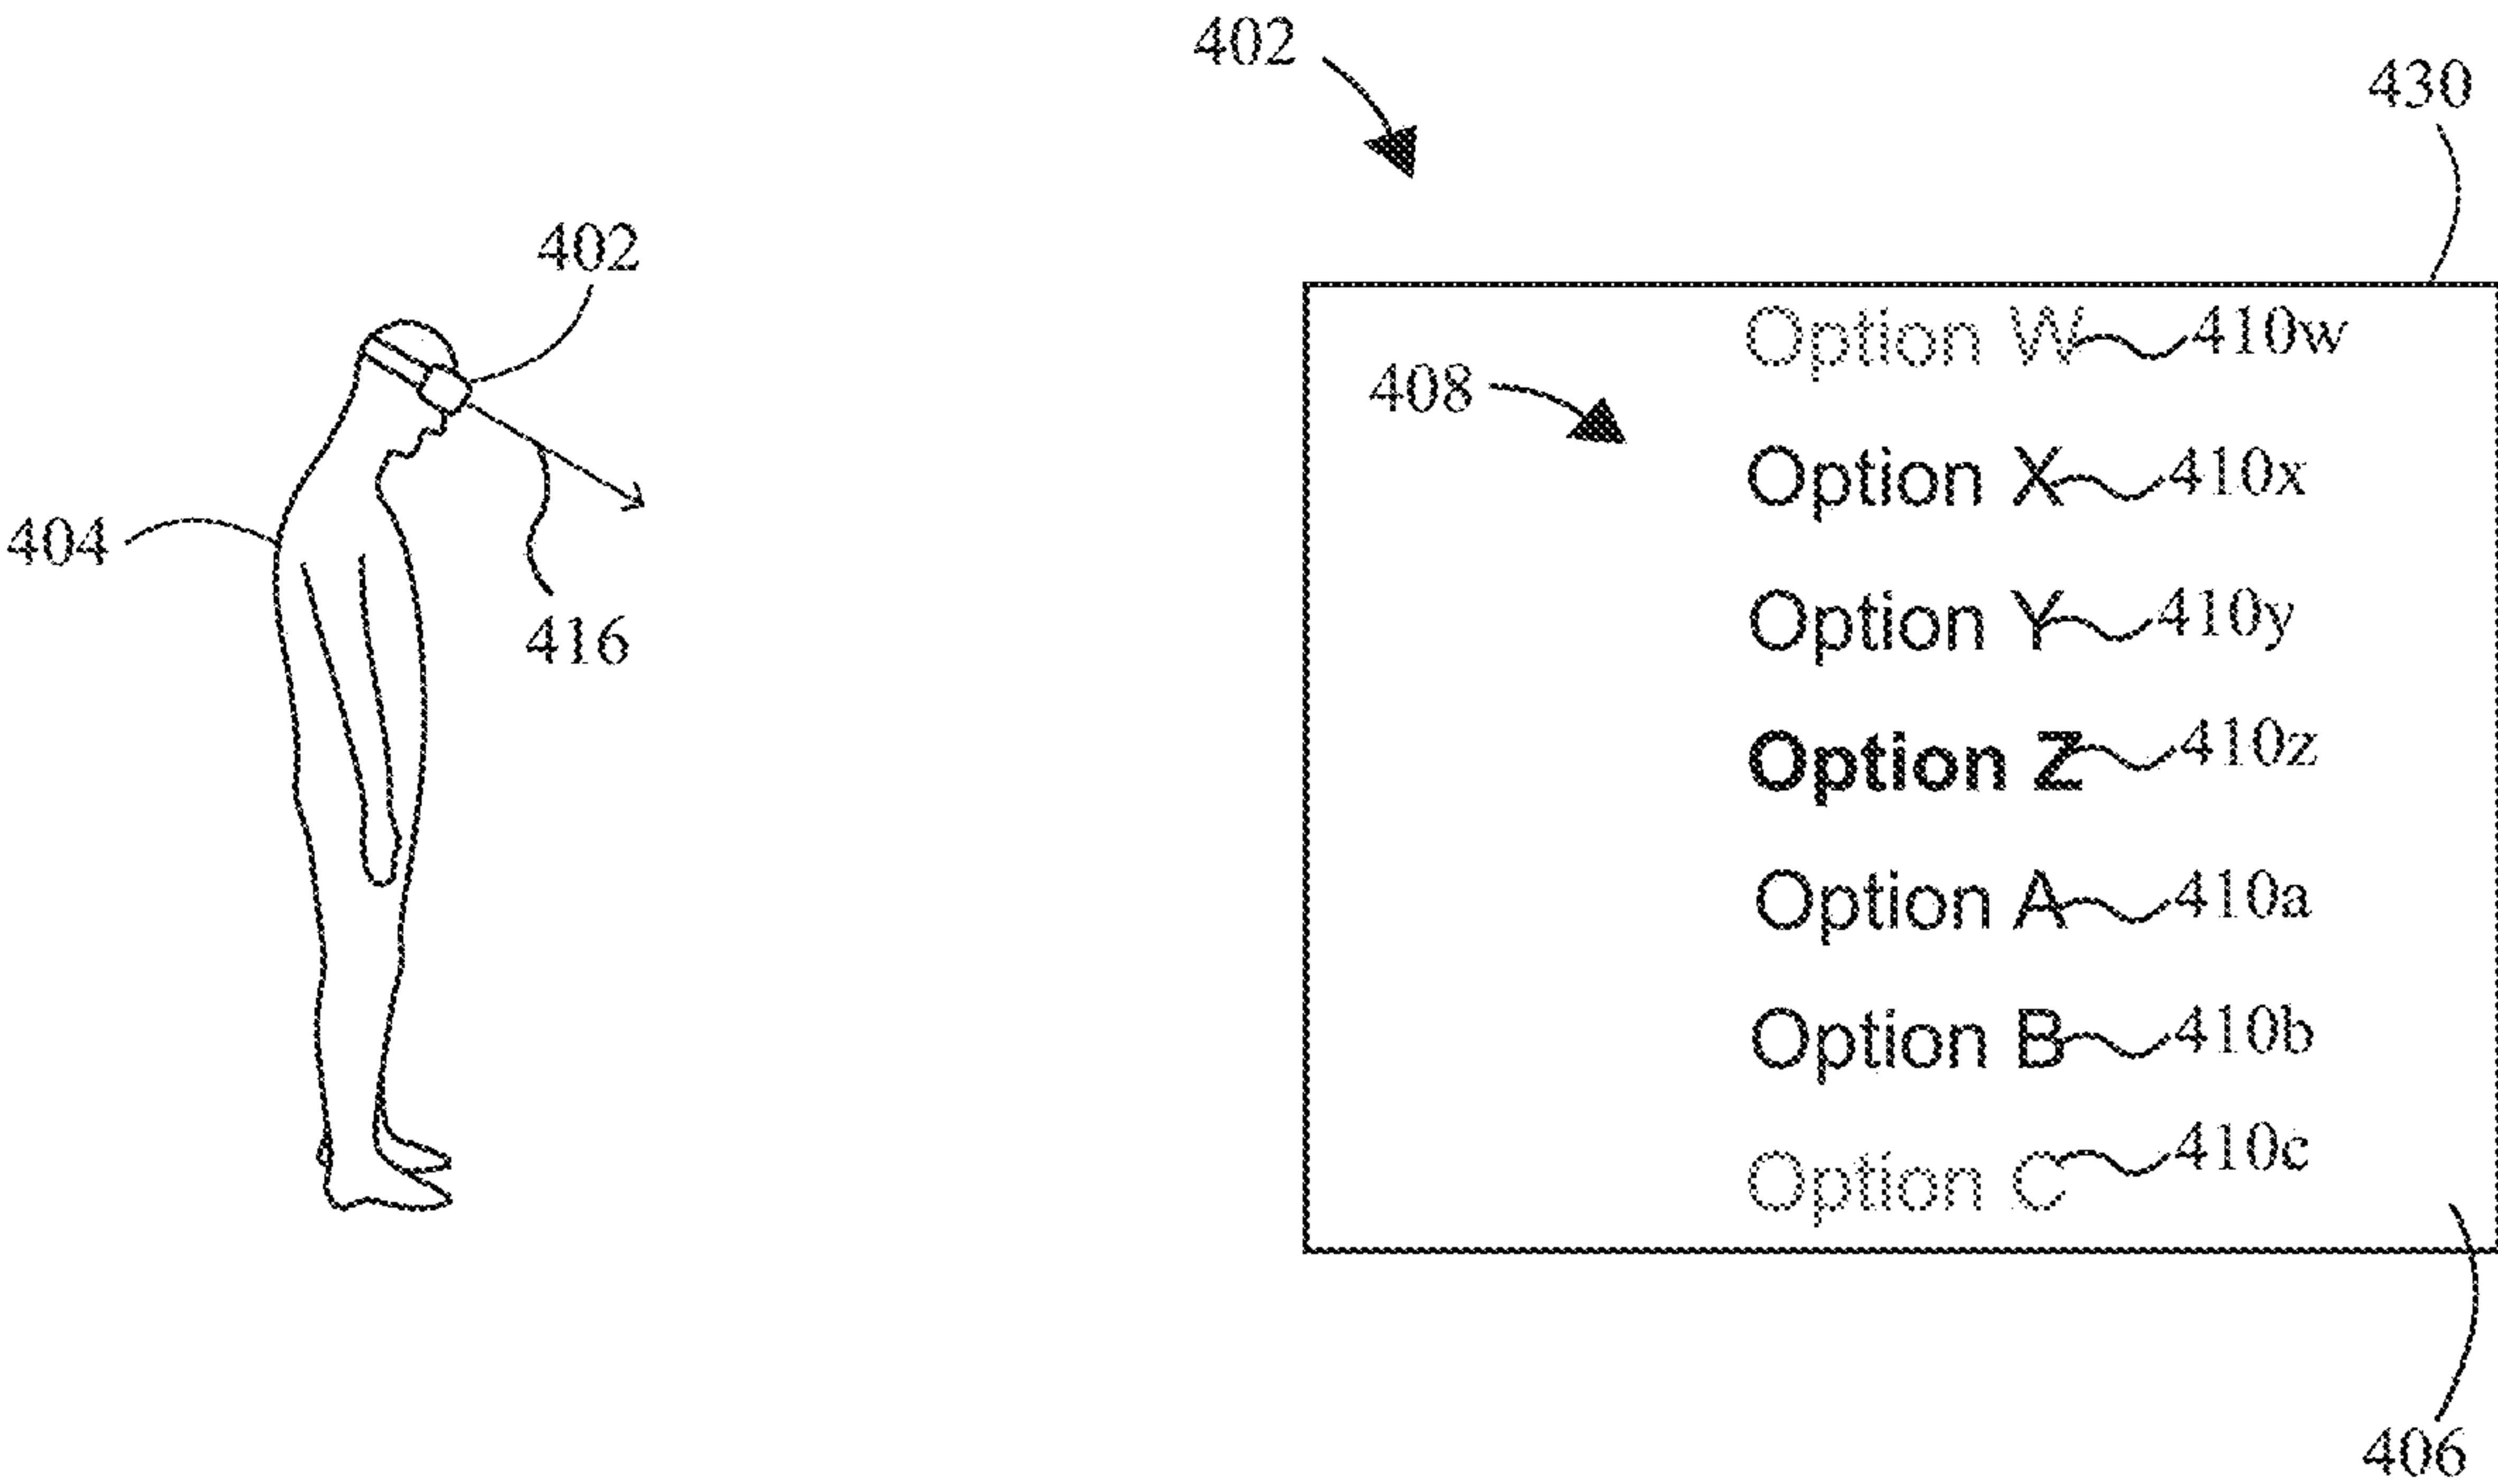 402
430
402
Option W 410w
408
Option X 410x
404
Option Y 410y
416
Option Z 410z
Option A 410a
Option B 410b
Option C 410c
406